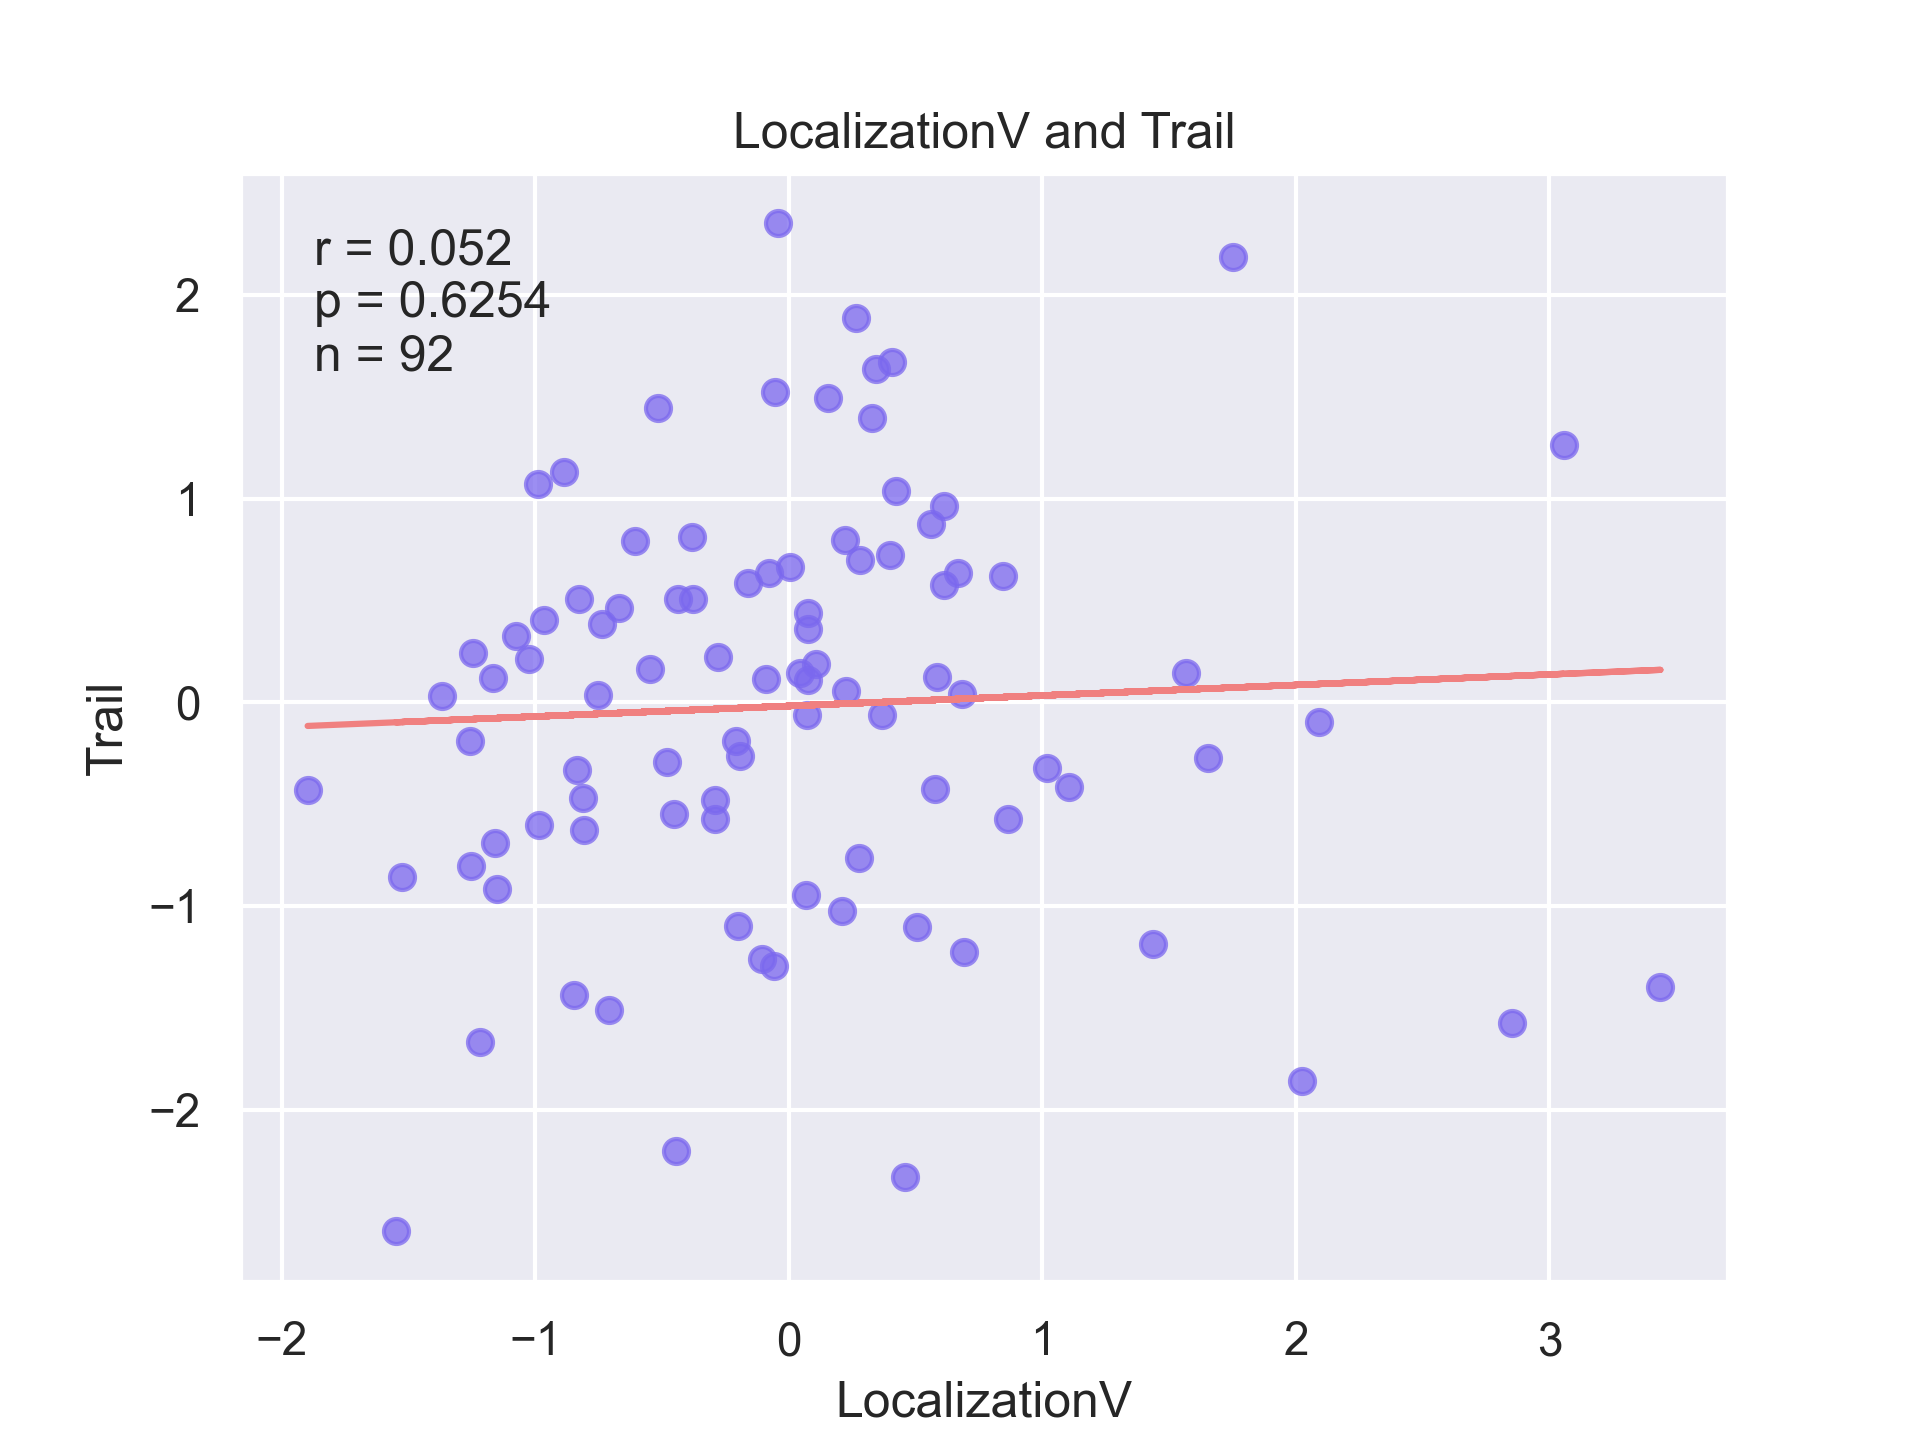 LocalizationV and Trail
r = 0.052
p = 0.6254
n = 92
2
1
0
−1
−2
Trail
−2 −1 0 1 2 3
LocalizationV